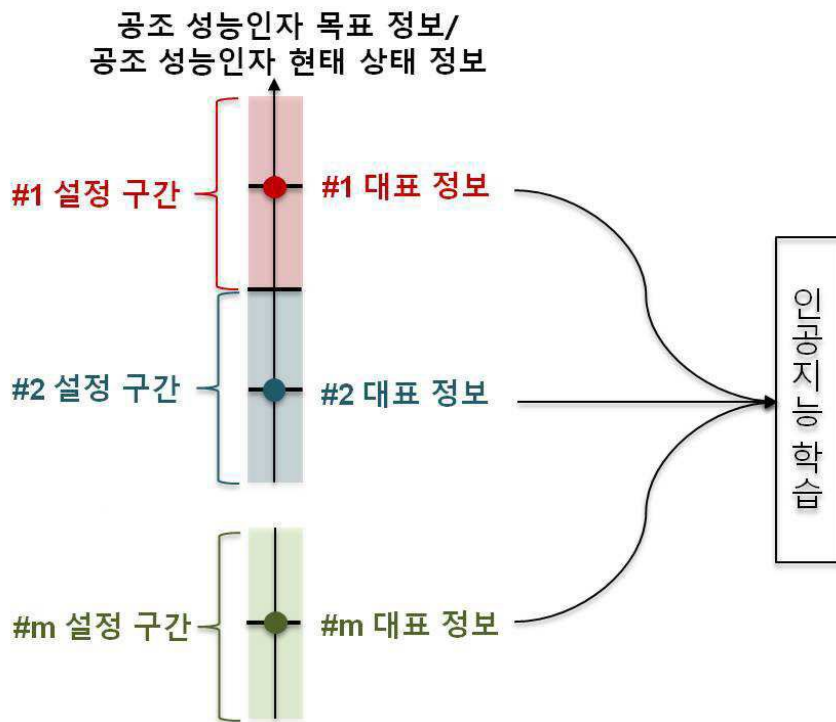 공조 성능인자 목표 정보/
공조 성능인자 현태 상태 정보
#1 설정 구간
#1 대표 정보
#2 설정 구간
#2 대표 정보
#m 설정 구간
#m 대표 정보
인공지능 학습